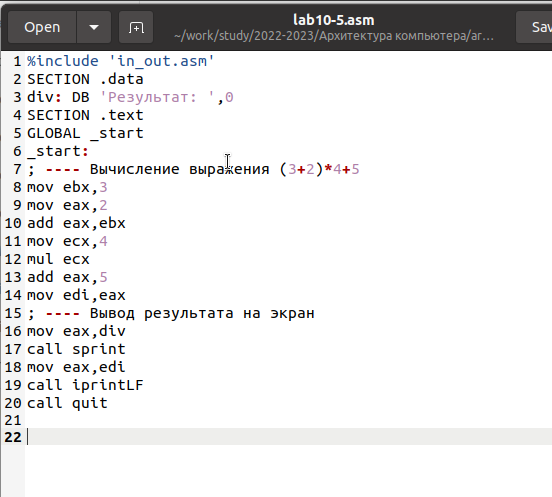 Open
lab10-5.asm
~/work/study/2022-2023/Архитектура компьютера/ar…
Sav
1 %include 'in_out.asm'
2 SECTION .data
3 div: DB 'Результат: ',0
4 SECTION .text
5 GLOBAL _start
6 _start:
7 ; ---- Вычисление выражения (3+2)*4+5
8 mov ebx,3
9 mov eax,2
10 add eax,ebx
11 mov ecx,4
12 mul ecx
13 add eax,5
14 mov edi,eax
15 ; ---- Вывод результата на экран
16 mov eax,div
17 call sprint
18 mov eax,edi
19 call iprintLF
20 call quit
21
22